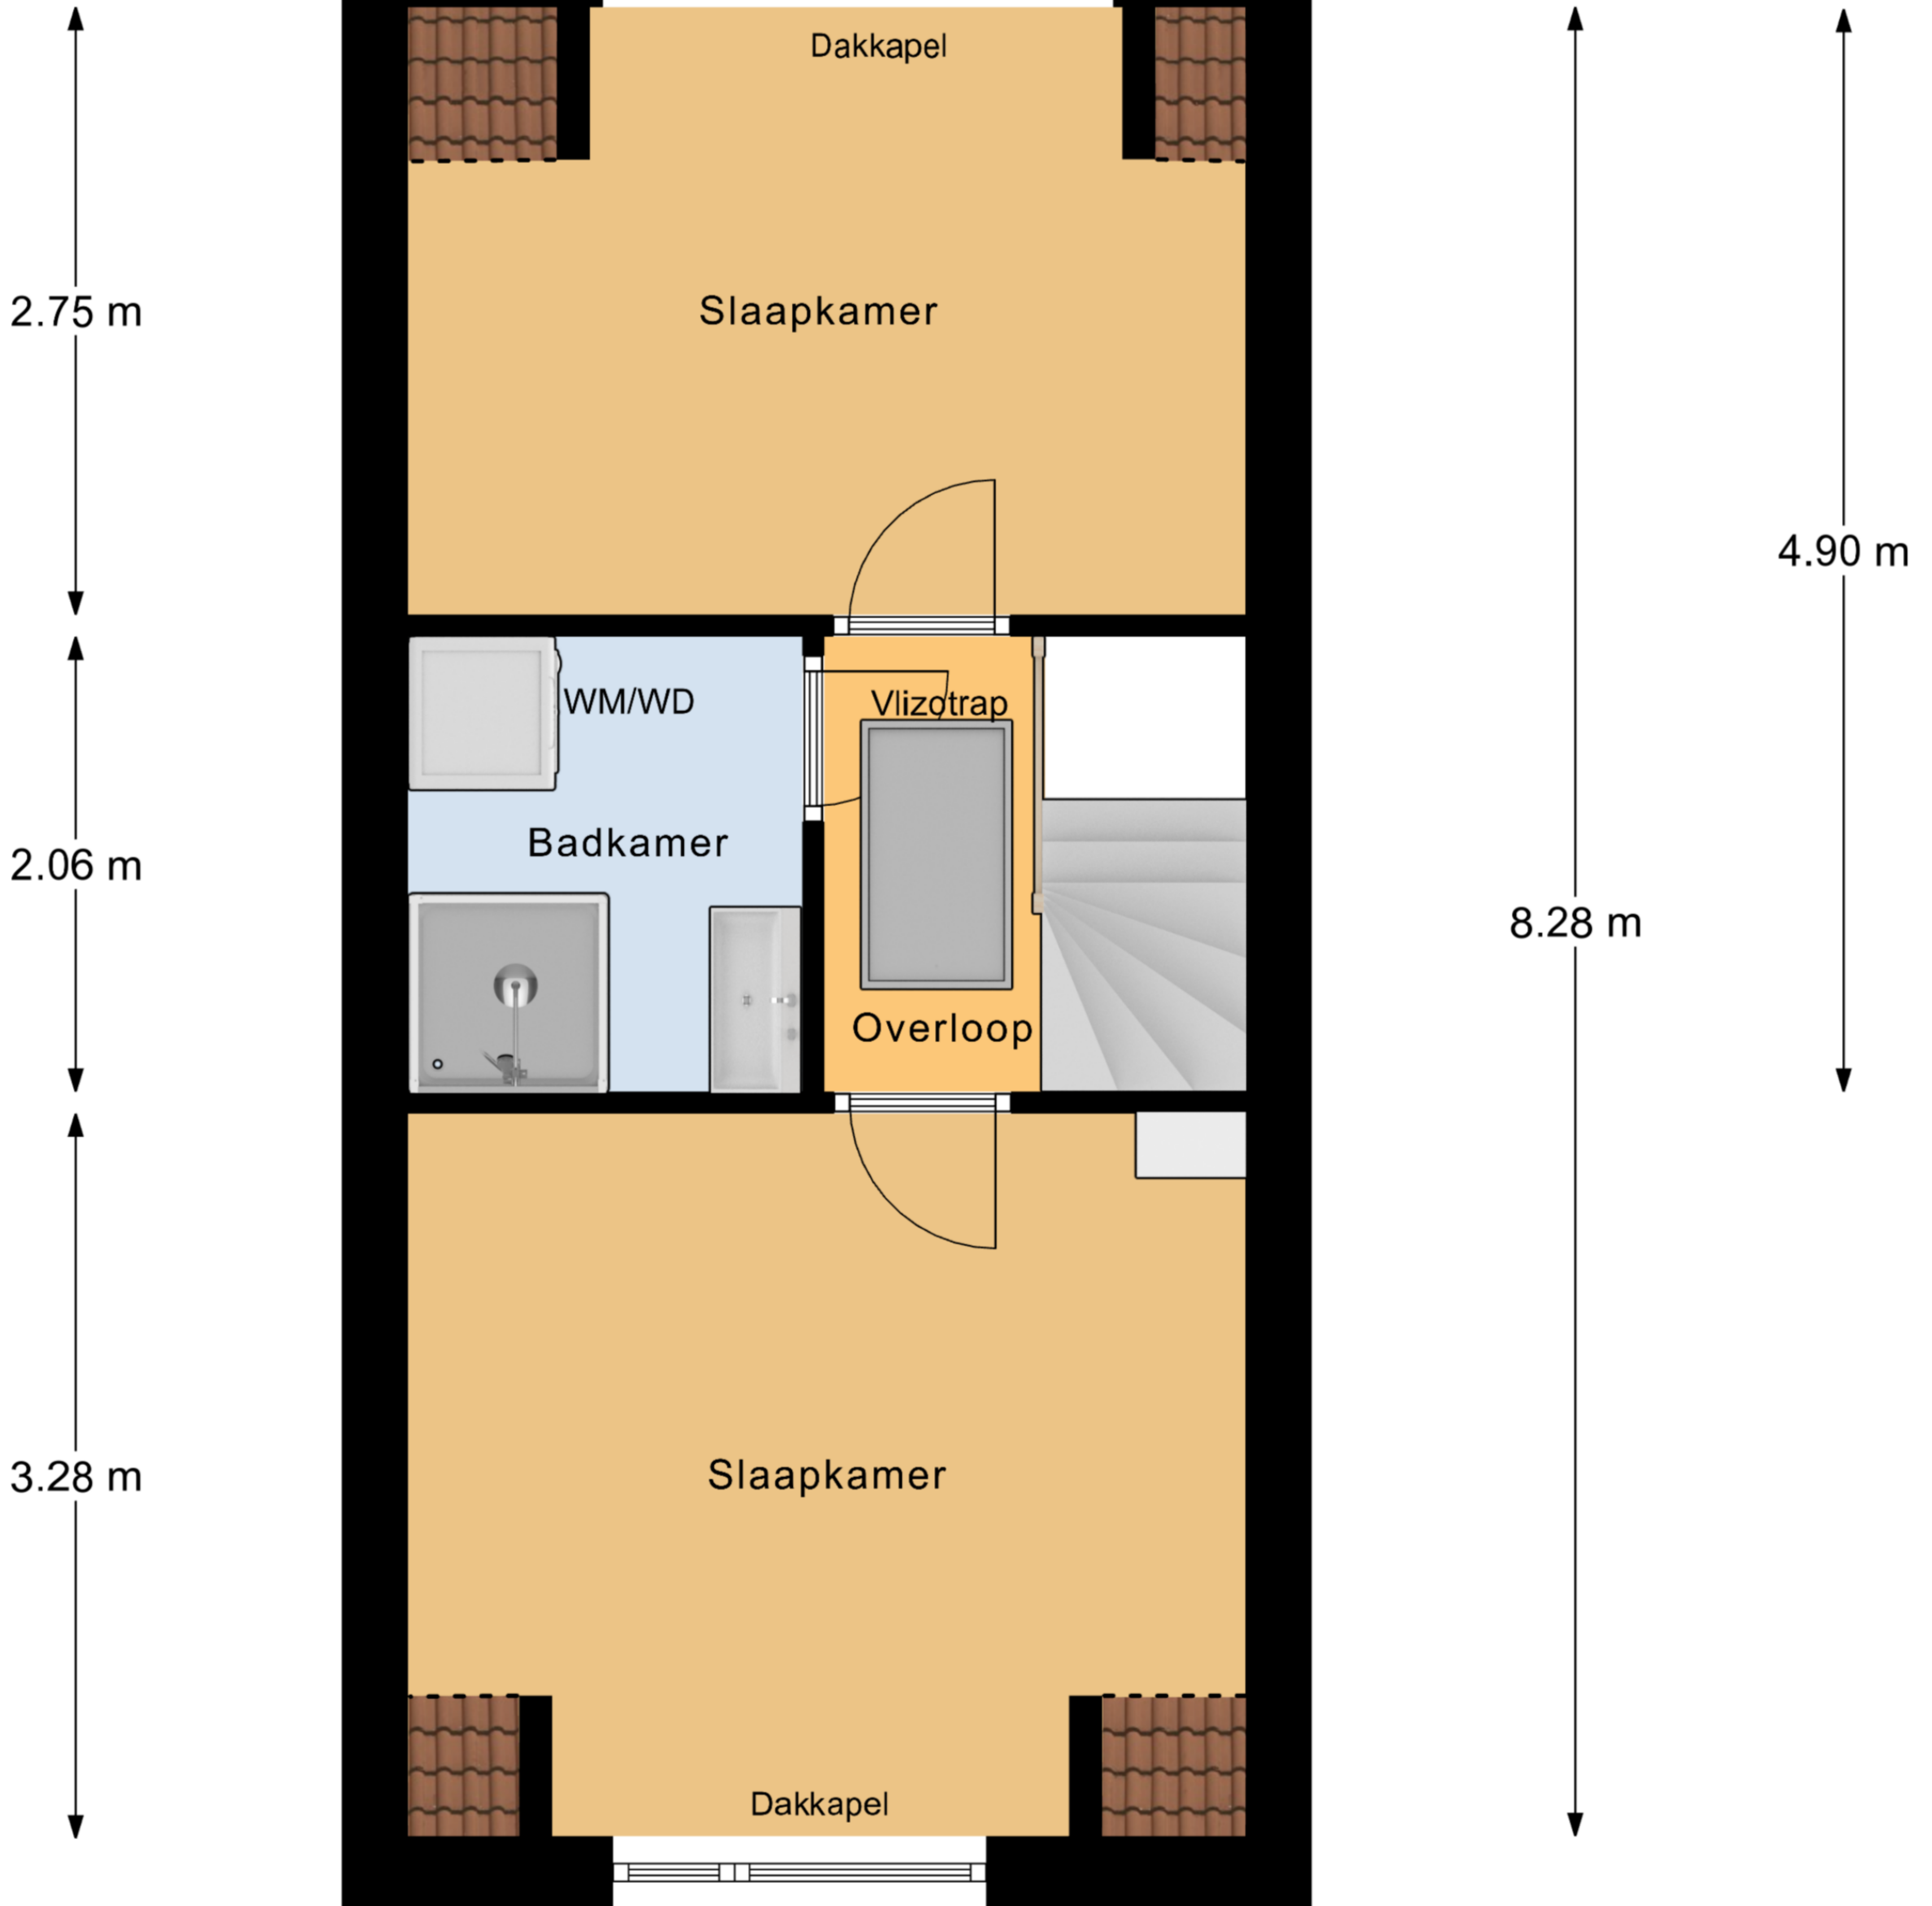 Dakkapel
2.75 m
Slaapkamer
4.90 m
WM/WD
Vlizotrap
Badkamer
2.06 m
8.28 m
Overloop
3.28 m
Slaapkamer
Dakkapel